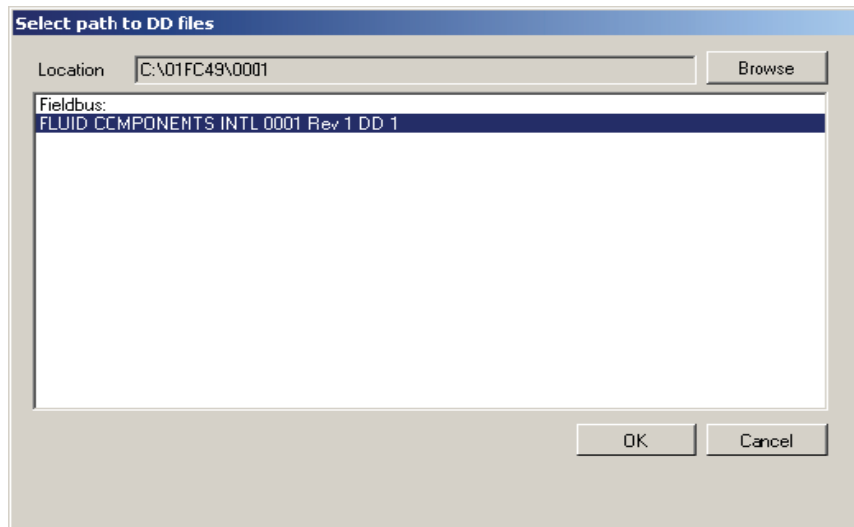 Select path to DD files
Location C:\01FC49\0001 Browse
Fieldbus:
FLUID COMPONENTS INTL 0001 Rev 1 DD 1
OK Cancel